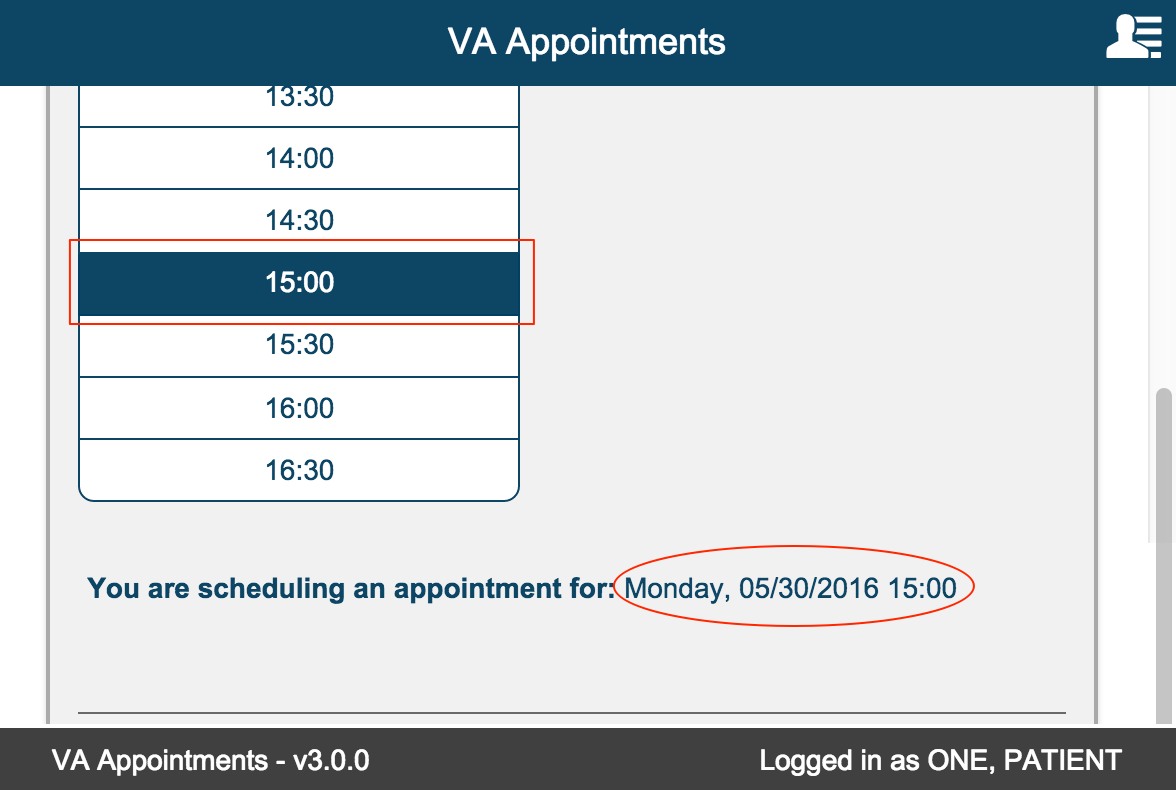 VA Appointments
13:30
14:00
14:30
15:00
15:30
16:00
16:30
You are scheduling an appointment for: Monday, 05/30/2016 15:00
VA Appointments - v3.0.0
Logged in as ONE, PATIENT